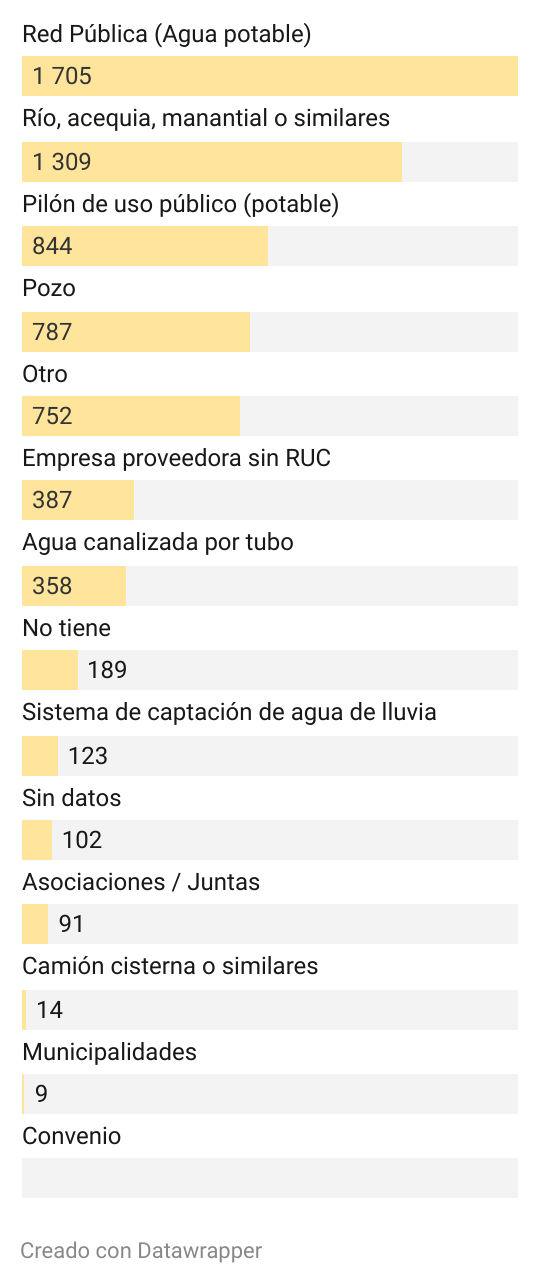 Red Pública (Agua potable)
1 705
Río, acequia, manantial o similares
1 309
Pilón de uso público (potable)
844
Pozo
787
Otro
752
Empresa proveedora sin RUC
387
Agua canalizada por tubo
358
No tiene
189
Sistema de captación de agua de lluvia
123
Sin datos
102
Asociaciones / Juntas
91
Camión cisterna o similares
14
Municipalidades
9
Convenio
Creado con Datawrapper